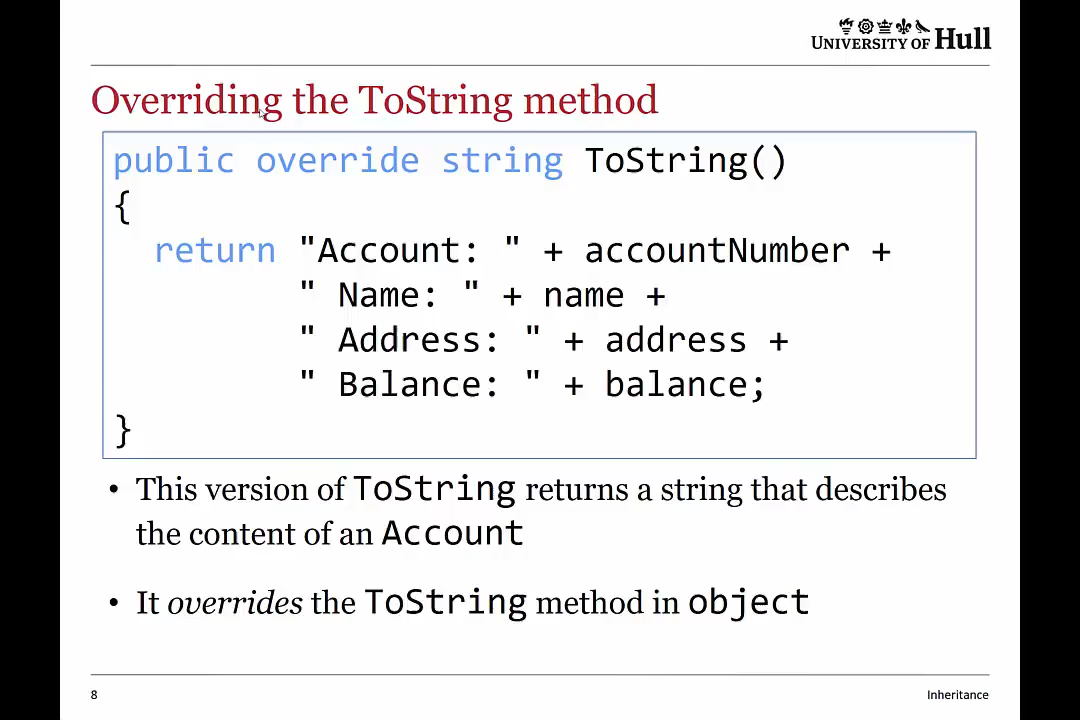 UNIVERSITY OF Hull
Overriding the ToString method
public override string ToString()
{
return "Account: " + accountNumber +
" Name: " + name +
" Address: " + address +
" Balance: " + balance;
}
• This version of ToString returns a string that describes
the content of an Account
• It overrides the ToString method in object
8
Inheritance